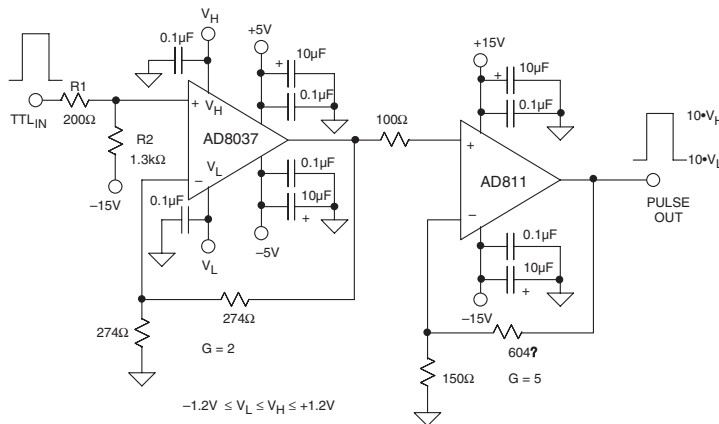 V_H
+5V
0.1µF
10µF
+
0.1µF
+15V
10µF
+
0.1µF
R1
TTL_IN
200Ω
R2
1.3kΩ
−15V
+
V_H
AD8037
V_L
−
100Ω
+
AD811
−
10•V_H
10•V_L
PULSE
OUT
0.1µF
0.1µF
10µF
+
V_L
−5V
0.1µF
10µF
+
−15V
274Ω
274Ω
G = 2
604?
150Ω
G = 5
−1.2V ≤ V_L ≤ V_H ≤ +1.2V